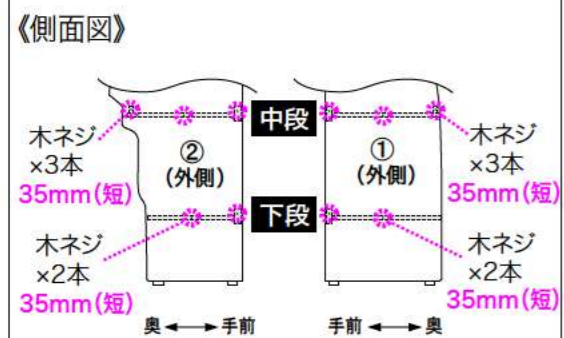 《側面図》
中段
木ネジ
×3本
35mm(短)
②
(外側)
①
(外側)
木ネジ
×3本
35mm(短)
下段
木ネジ
×2本
35mm(短)
木ネジ
×2本
35mm(短)
奥 ◄─► 手前
手前 ◄─► 奥